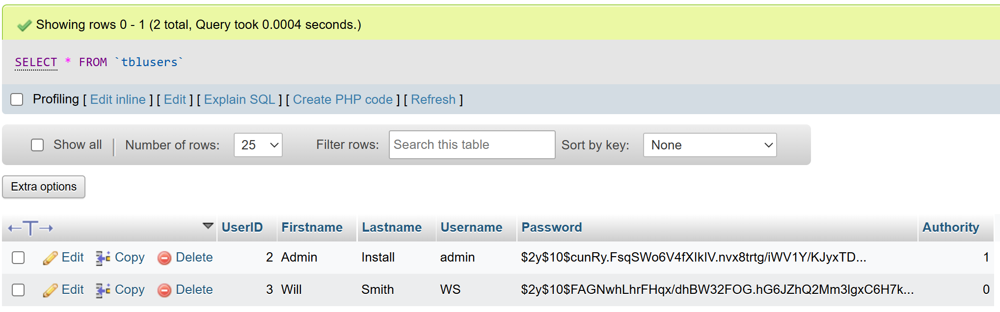 Showing rows 0 - 1 (2 total, Query took 0.0004 seconds.)
SELECT * FROM `tblusers`
Profiling [ Edit inline ] [ Edit ] [ Explain SQL ] [ Create PHP code ] [ Refresh ]
Show all Number of rows: 25 Filter rows: Search this table Sort by key: None
Extra options
UserID Firstname Lastname Username Password Authority
Edit Copy Delete 2 Admin Install admin $2y$10$cunRy.FsqSWo6V4fXIkIV.nvx8trtg/iWV1Y/KJyxTD... 1
Edit Copy Delete 3 Will Smith WS $2y$10$FAGNwhLhrFHqx/dhBW32FOG.hG6JZhQ2Mm3lgxC6H7k... 0